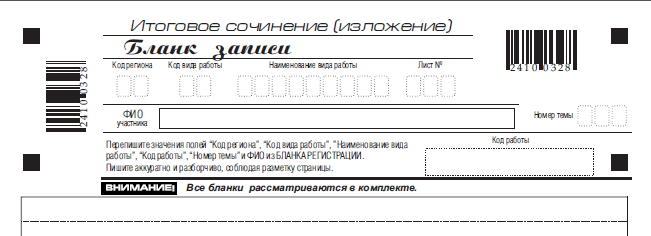 Итоговое сочинение (изложение)
Бланк записи
Код региона Код вида работы Наименование вида работы Лист №
2410 0328
2410 0328
ФИО участника
Номер темы
Перепишите значения полей "Код региона", "Код вида работы", "Наименование вида
работы", "Код работы", "Номер темы" и ФИО из БЛАНКА РЕГИСТРАЦИИ.
Пишите аккуратно и разборчиво, соблюдая разметку страницы.
Код работы
ВНИМАНИЕ! Все бланки рассматриваются в комплекте.